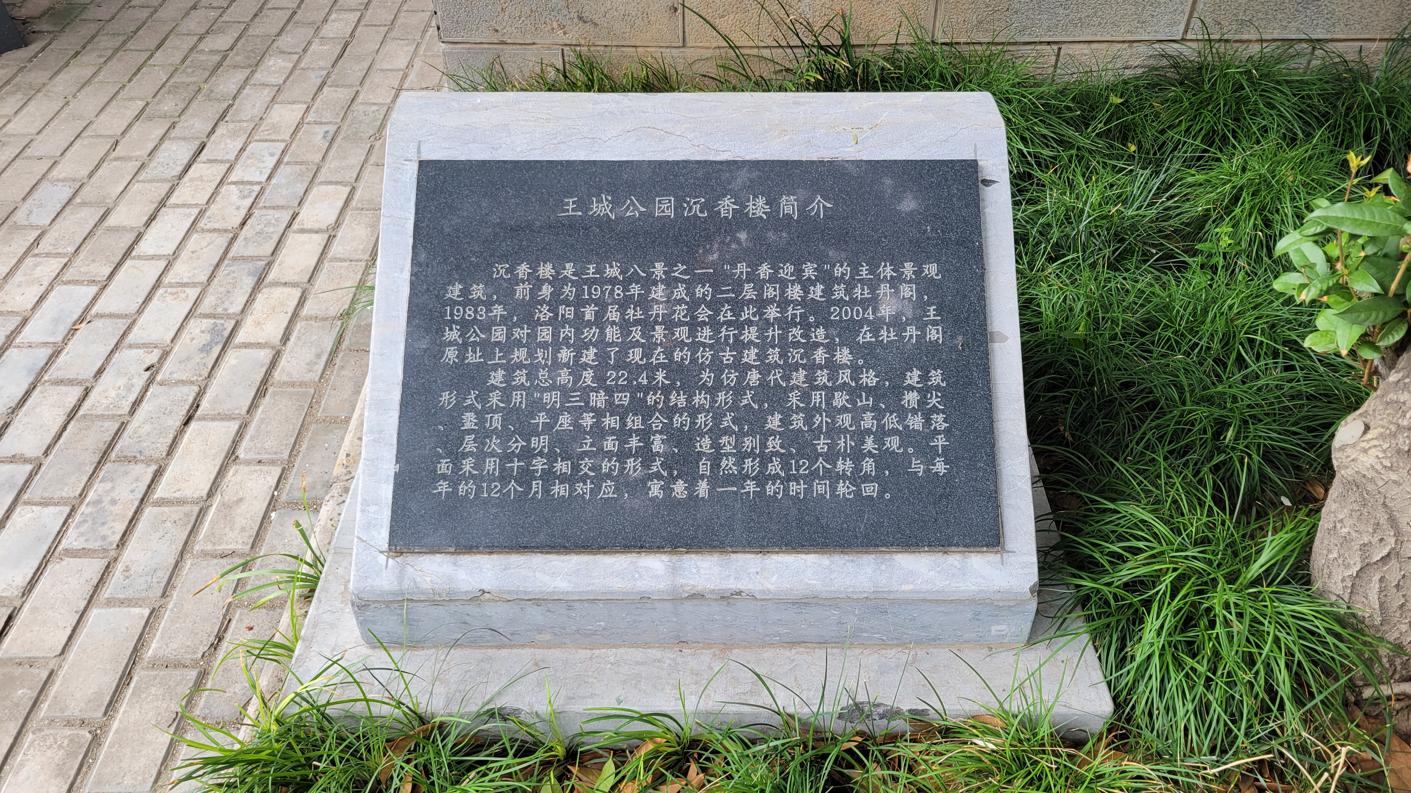 王城公园沉香楼简介
沉香楼是王城八景之一"丹香迎宾"的主体景观
建筑，前身为1978年建成的二层阁楼建筑牡丹阁，
1983年，洛阳首届牡丹花会在此举行。2004年，王
城公园对园内功能及景观进行提升改造，在牡丹阁
原址上规划新建了现在的仿古建筑沉香楼。
建筑总高度22.4米，为仿唐代建筑风格，建筑
形式采用"明三暗四"的结构形式，采用歇山、攒尖
、盝顶、平座等相组合的形式，建筑外观高低错落
、层次分明、立面丰富、造型别致、古朴美观。平
面采用十字相交的形式，自然形成12个转角，与每
年的12个月相对应，寓意着一年的时间轮回。